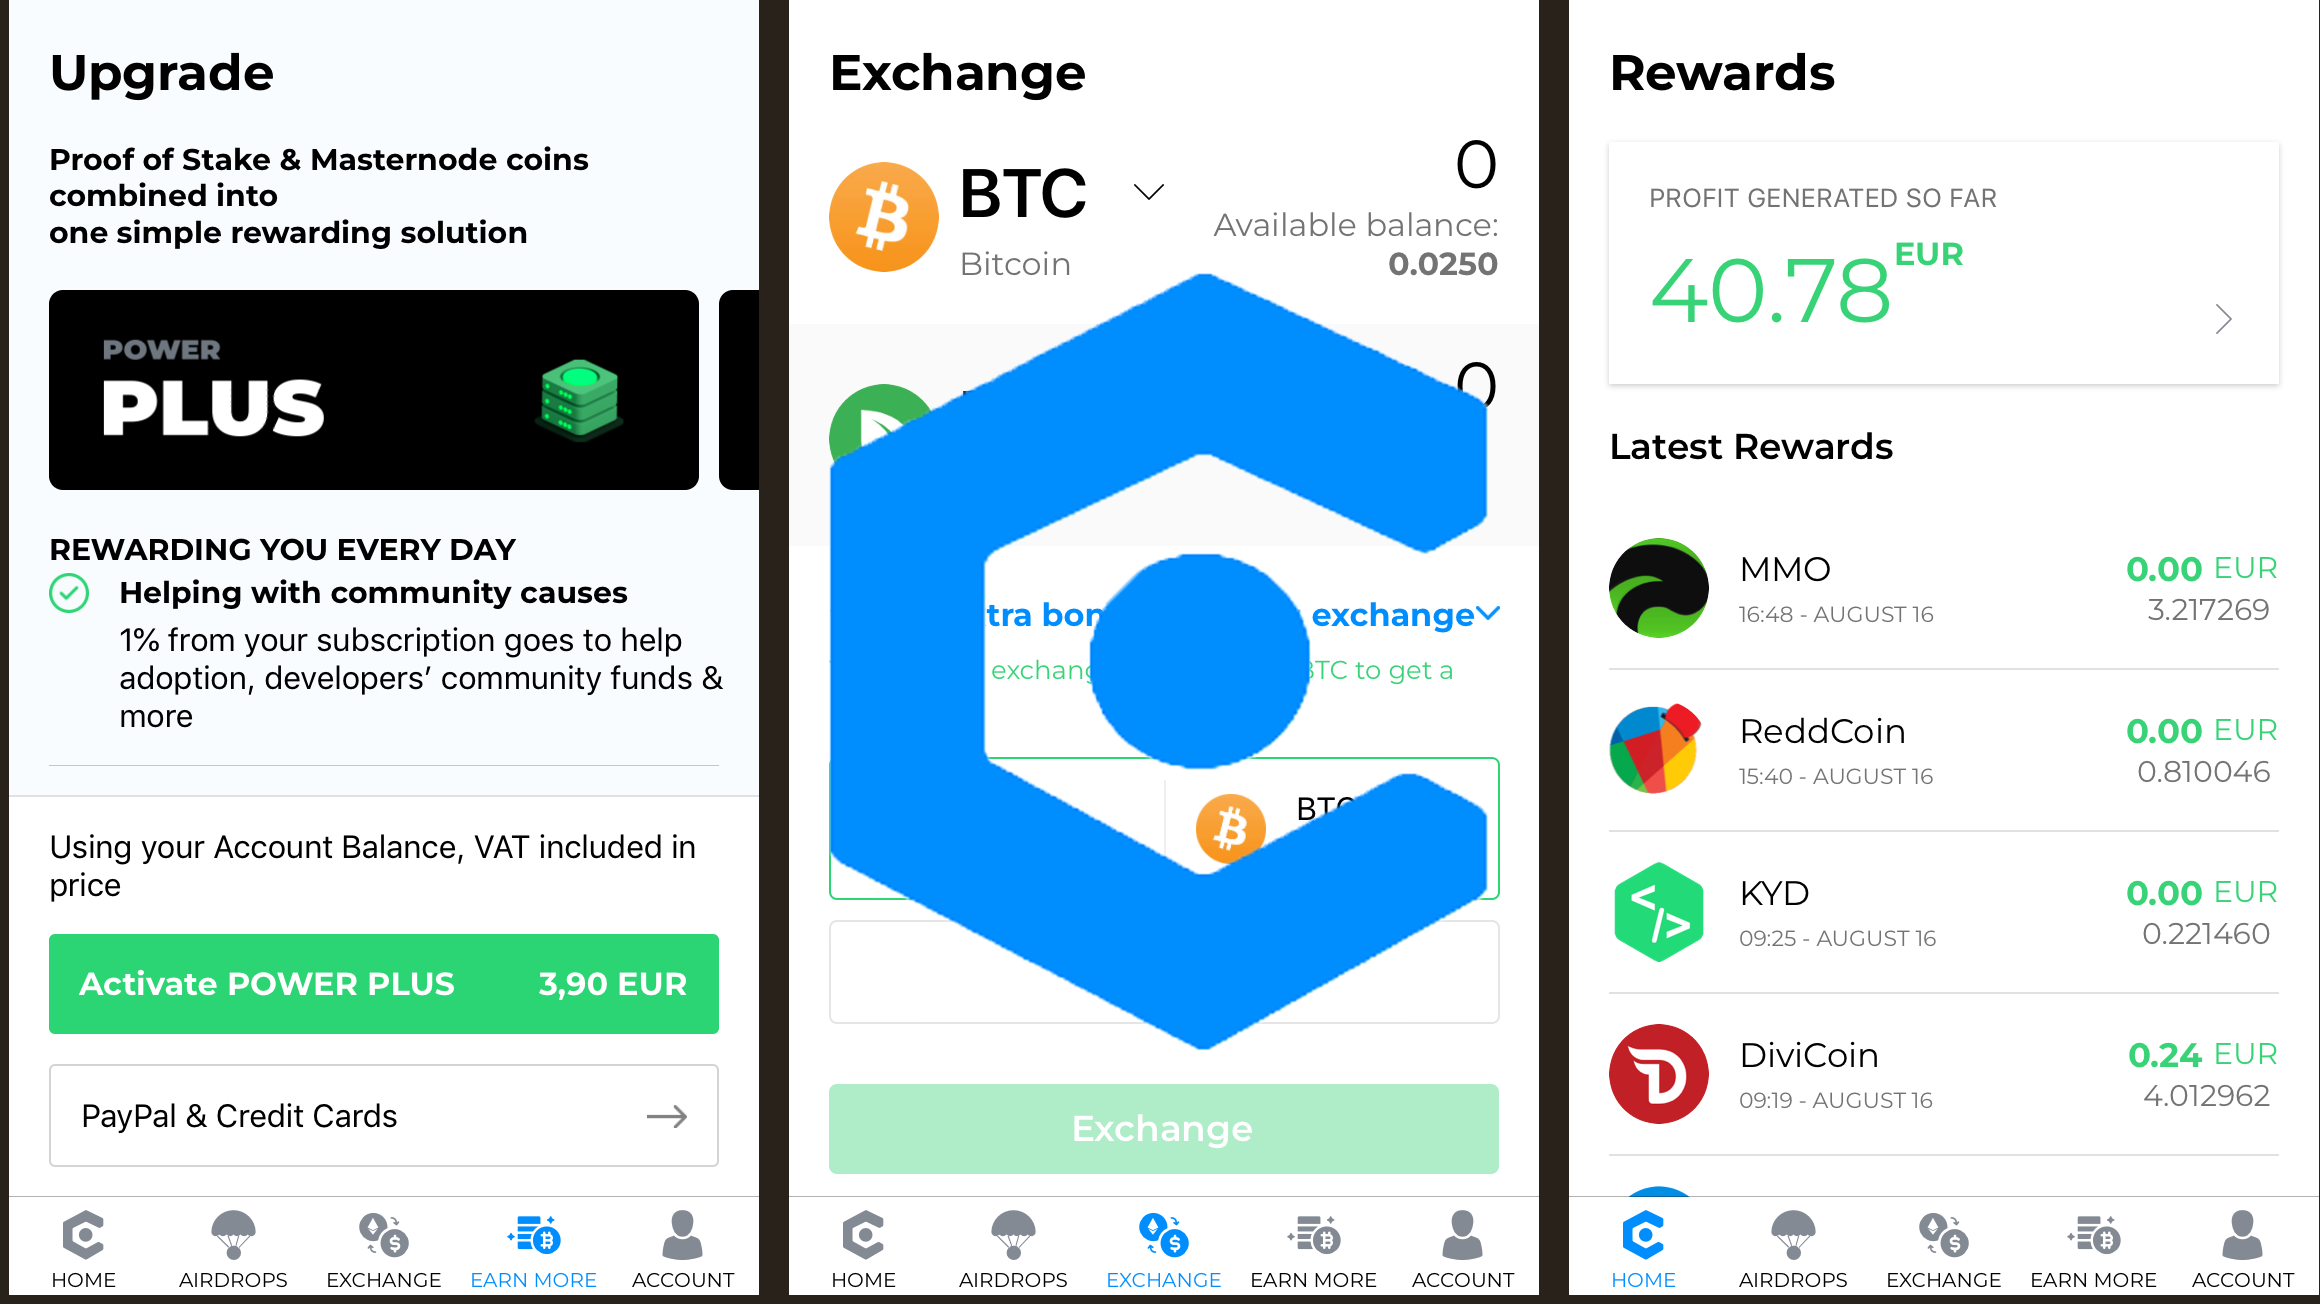 Upgrade
Proof of Stake & Masternode coins
combined into
one simple rewarding solution
POWER
PLUS
REWARDING YOU EVERY DAY
Helping with community causes
1% from your subscription goes to help
adoption, developers’ community funds &
more
Using your Account Balance, VAT included in
price
Activate POWER PLUS 3,90 EUR
PayPal & Credit Cards
HOME AIRDROPS EXCHANGE EARN MORE ACCOUNT
Exchange
BTC 0
Bitcoin Available balance:
0.0250
0
exchange
BTC to get a
BTC
Exchange
HOME AIRDROPS EXCHANGE EARN MORE ACCOUNT
Rewards
PROFIT GENERATED SO FAR
40.78 EUR
Latest Rewards
MMO 0.00 EUR
16:48 - AUGUST 16 3.217269
ReddCoin 0.00 EUR
15:40 - AUGUST 16 0.810046
KYD 0.00 EUR
09:25 - AUGUST 16 0.221460
DiviCoin 0.24 EUR
09:19 - AUGUST 16 4.012962
HOME AIRDROPS EXCHANGE EARN MORE ACCOUNT